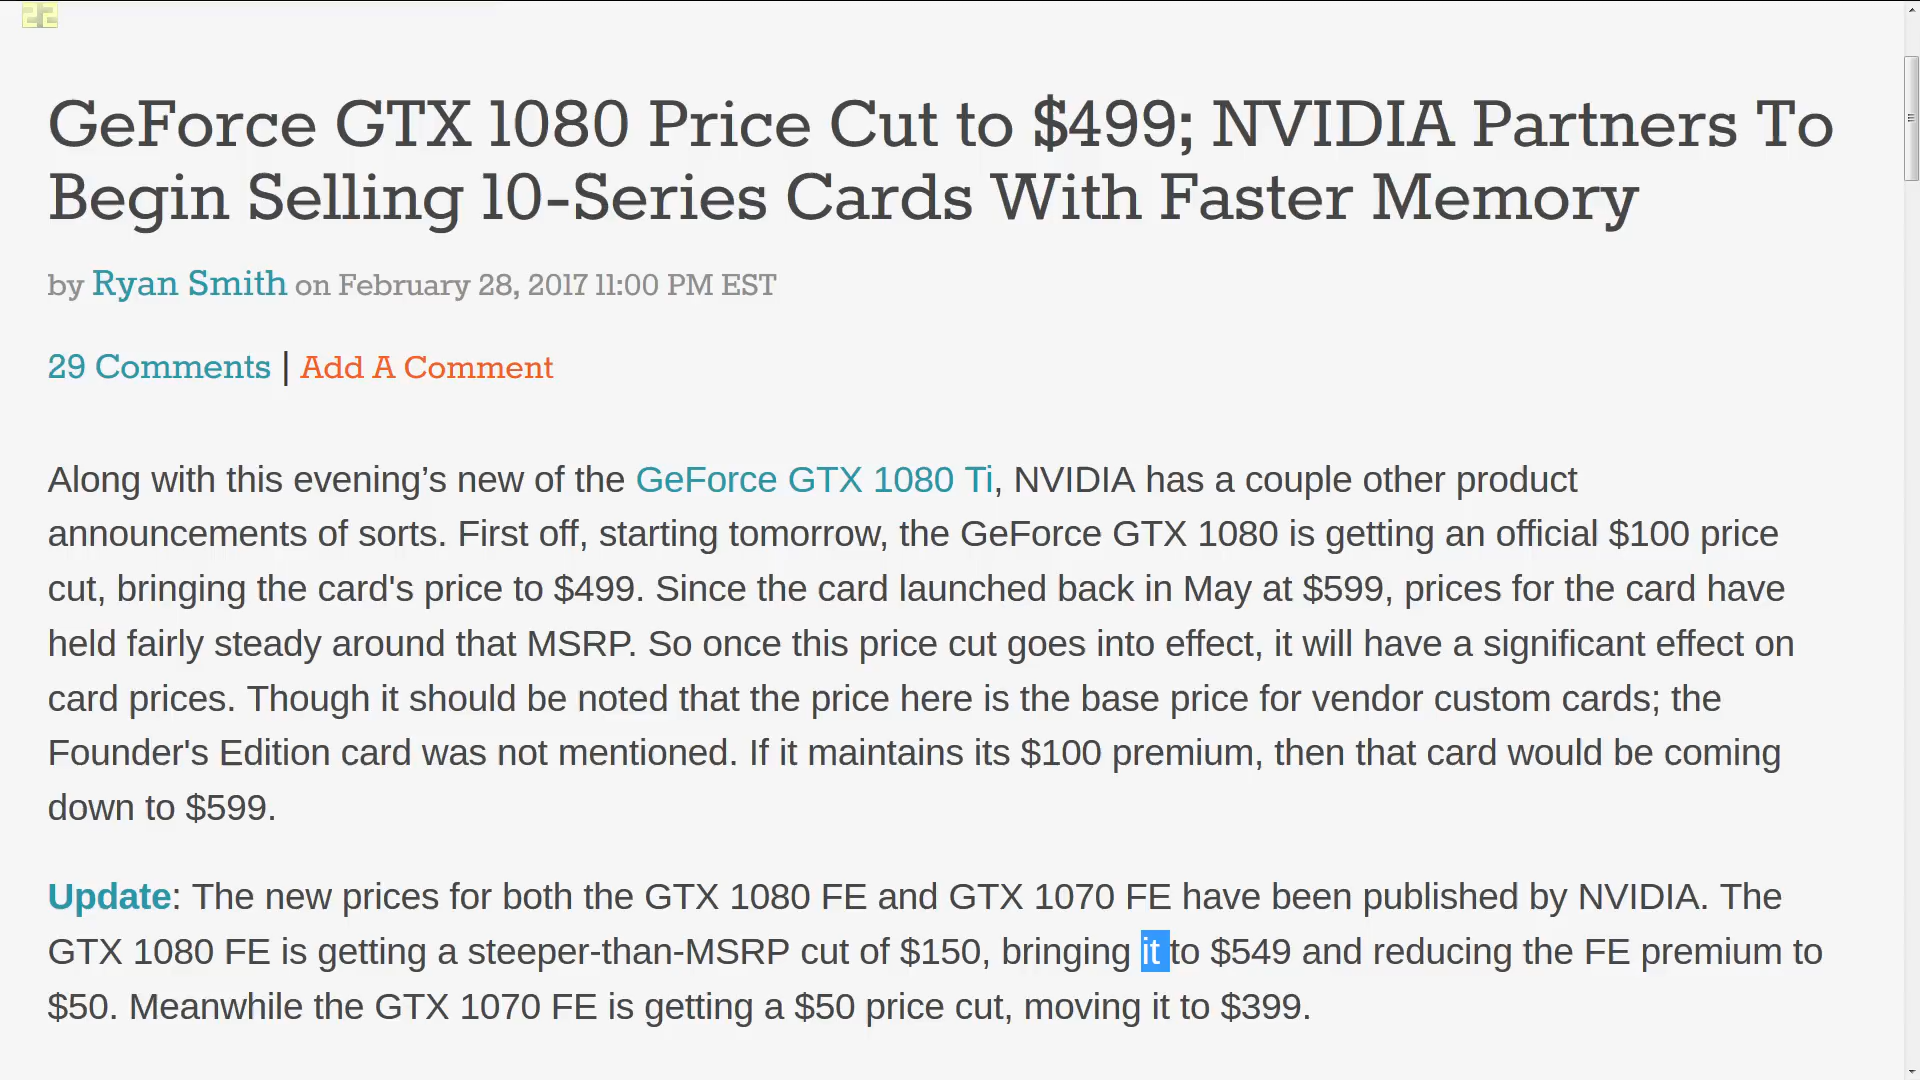 22
GeForce GTX 1080 Price Cut to $499; NVIDIA Partners To
Begin Selling 10-Series Cards With Faster Memory
by Ryan Smith on February 28, 2017 11:00 PM EST
29 Comments | Add A Comment
Along with this evening’s new of the GeForce GTX 1080 Ti, NVIDIA has a couple other product
announcements of sorts. First off, starting tomorrow, the GeForce GTX 1080 is getting an official $100 price
cut, bringing the card's price to $499. Since the card launched back in May at $599, prices for the card have
held fairly steady around that MSRP. So once this price cut goes into effect, it will have a significant effect on
card prices. Though it should be noted that the price here is the base price for vendor custom cards; the
Founder's Edition card was not mentioned. If it maintains its $100 premium, then that card would be coming
down to $599.
Update: The new prices for both the GTX 1080 FE and GTX 1070 FE have been published by NVIDIA. The
GTX 1080 FE is getting a steeper-than-MSRP cut of $150, bringing it to $549 and reducing the FE premium to
$50. Meanwhile the GTX 1070 FE is getting a $50 price cut, moving it to $399.